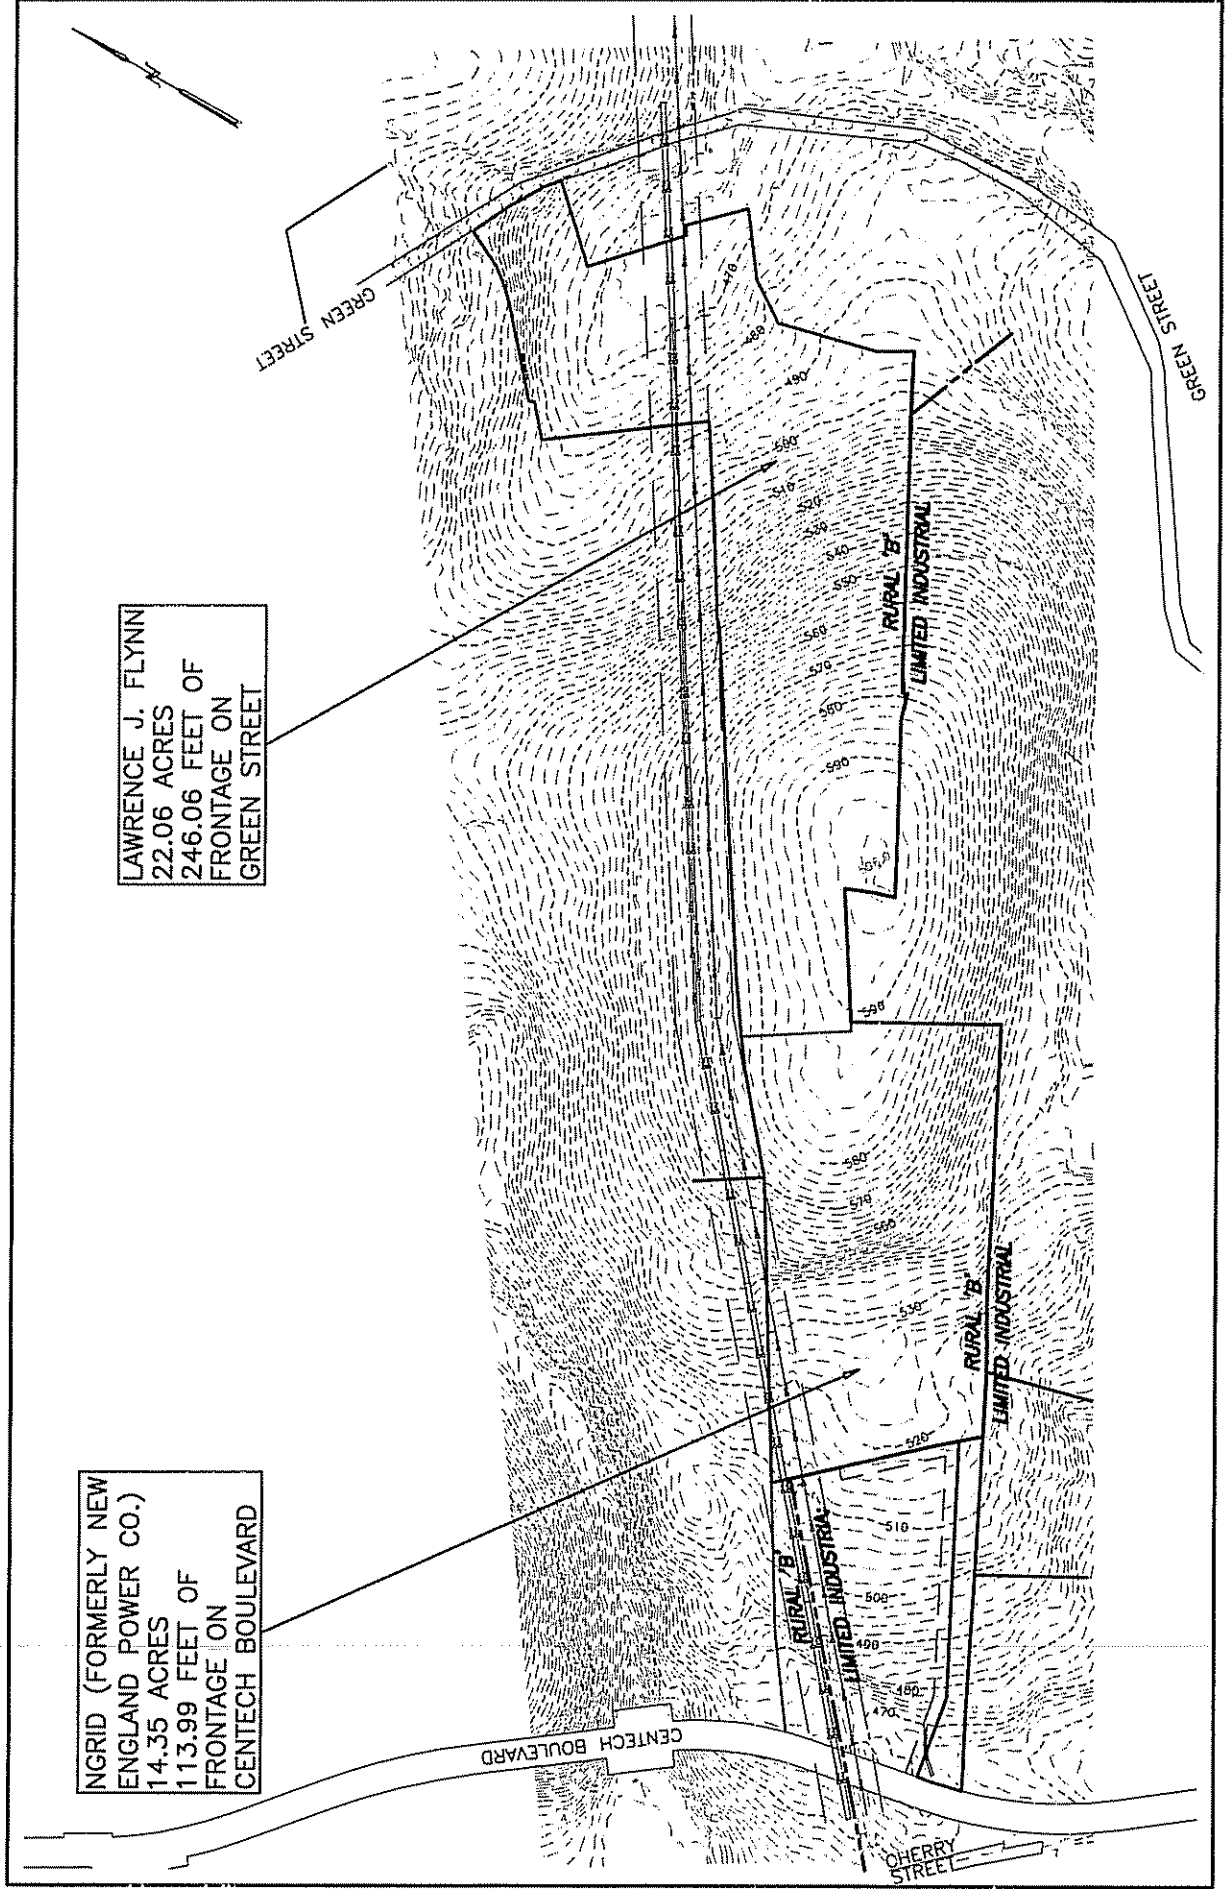 N
GREEN STREET
LAWRENCE J. FLYNN
22.06 ACRES
246.06 FEET OF
FRONTAGE ON
GREEN STREET
NGRID (FORMERLY NEW
ENGLAND POWER CO.)
14.35 ACRES
113.99 FEET OF
FRONTAGE ON
CENTECH BOULEVARD
470
480
490
500
510
520
530
540
550
560
570
580
590
590
RURAL 'B'
LIMITED INDUSTRIAL
GREEN STREET
580
570
560
530
520
RURAL 'B'
LIMITED INDUSTRIAL
RURAL 'B'
LIMITED INDUSTRIAL
510
500
490
480
470
CENTECH BOULEVARD
CHERRY
STREET